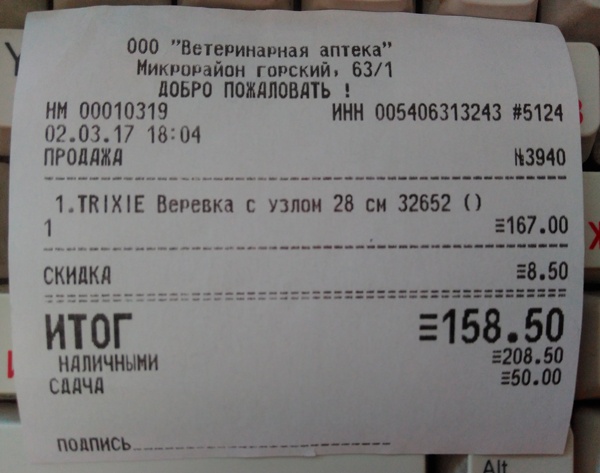 ООО "Ветеринарная аптека"
Микрорайон горский, 63/1
ДОБРО ПОЖАЛОВАТЬ !
НМ 00010319 ИНН 005406313243 #5124
02.03.17 18:04
ПРОДАЖА №3940
1.TRIXIE Веревка с узлом 28 см 32652 ()
1 ≡167.00
СКИДКА ≡8.50
ИТОГ ≡158.50
НАЛИЧНЫМИ ≡208.50
СДАЧА ≡50.00
подпись
Alt